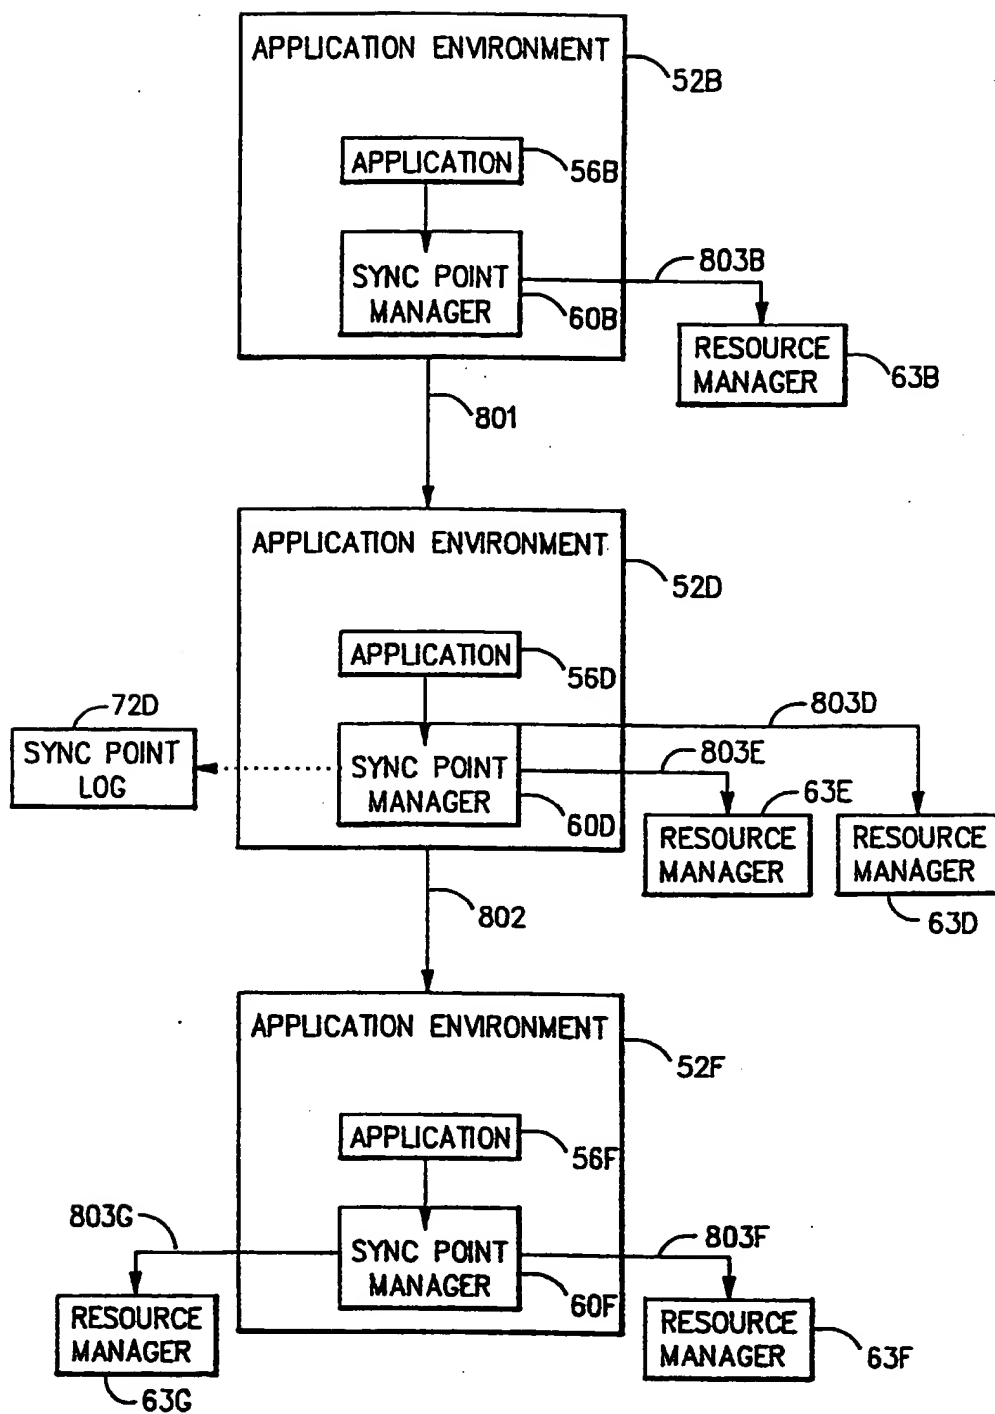 APPLICATION ENVIRONMENT
52B
APPLICATION
56B
SYNC POINT
MANAGER
60B
803B
RESOURCE
MANAGER
63B
801
APPLICATION ENVIRONMENT
52D
APPLICATION
56D
72D
SYNC POINT
LOG
SYNC POINT
MANAGER
60D
803D
803E
63E
RESOURCE
MANAGER
RESOURCE
MANAGER
63D
802
APPLICATION ENVIRONMENT
52F
APPLICATION
56F
803G
SYNC POINT
MANAGER
60F
803F
RESOURCE
MANAGER
63G
RESOURCE
MANAGER
63F